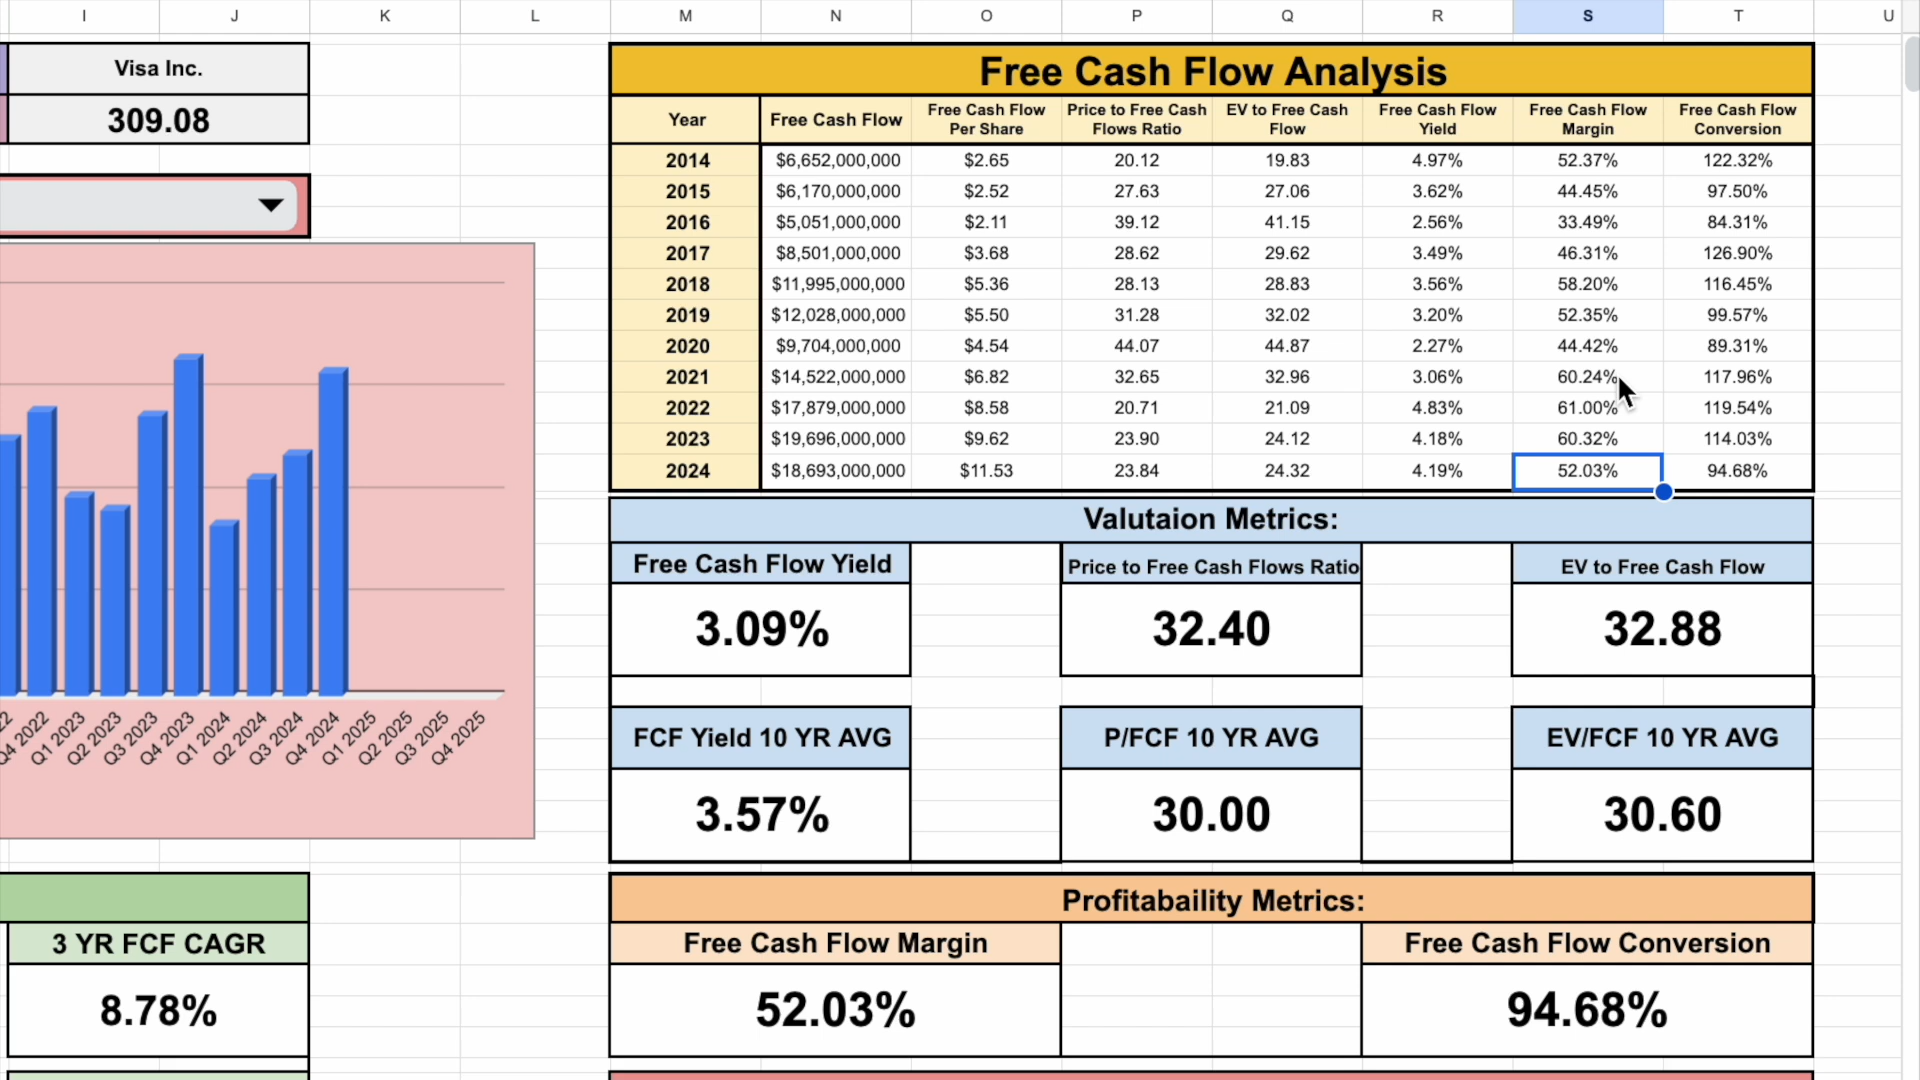 I J K L M N O P Q R S T U
Visa Inc.
309.08
Q4 2022 Q1 2023 Q2 2023 Q3 2023 Q4 2023 Q1 2024 Q2 2024 Q3 2024 Q4 2024 Q1 2025 Q2 2025 Q3 2025 Q4 2025
3 YR FCF CAGR
8.78%
Free Cash Flow Analysis
Year Free Cash Flow Free Cash Flow Per Share Price to Free Cash Flows Ratio EV to Free Cash Flow Free Cash Flow Yield Free Cash Flow Margin Free Cash Flow Conversion
2014 $6,652,000,000 $2.65 20.12 19.83 4.97% 52.37% 122.32%
2015 $6,170,000,000 $2.52 27.63 27.06 3.62% 44.45% 97.50%
2016 $5,051,000,000 $2.11 39.12 41.15 2.56% 33.49% 84.31%
2017 $8,501,000,000 $3.68 28.62 29.62 3.49% 46.31% 126.90%
2018 $11,995,000,000 $5.36 28.13 28.83 3.56% 58.20% 116.45%
2019 $12,028,000,000 $5.50 31.28 32.02 3.20% 52.35% 99.57%
2020 $9,704,000,000 $4.54 44.07 44.87 2.27% 44.42% 89.31%
2021 $14,522,000,000 $6.82 32.65 32.96 3.06% 60.24% 117.96%
2022 $17,879,000,000 $8.58 20.71 21.09 4.83% 61.00% 119.54%
2023 $19,696,000,000 $9.62 23.90 24.12 4.18% 60.32% 114.03%
2024 $18,693,000,000 $11.53 23.84 24.32 4.19% 52.03% 94.68%
Valutaion Metrics:
Free Cash Flow Yield Price to Free Cash Flows Ratio EV to Free Cash Flow
3.09% 32.40 32.88
FCF Yield 10 YR AVG P/FCF 10 YR AVG EV/FCF 10 YR AVG
3.57% 30.00 30.60
Profitabaility Metrics:
Free Cash Flow Margin Free Cash Flow Conversion
52.03% 94.68%